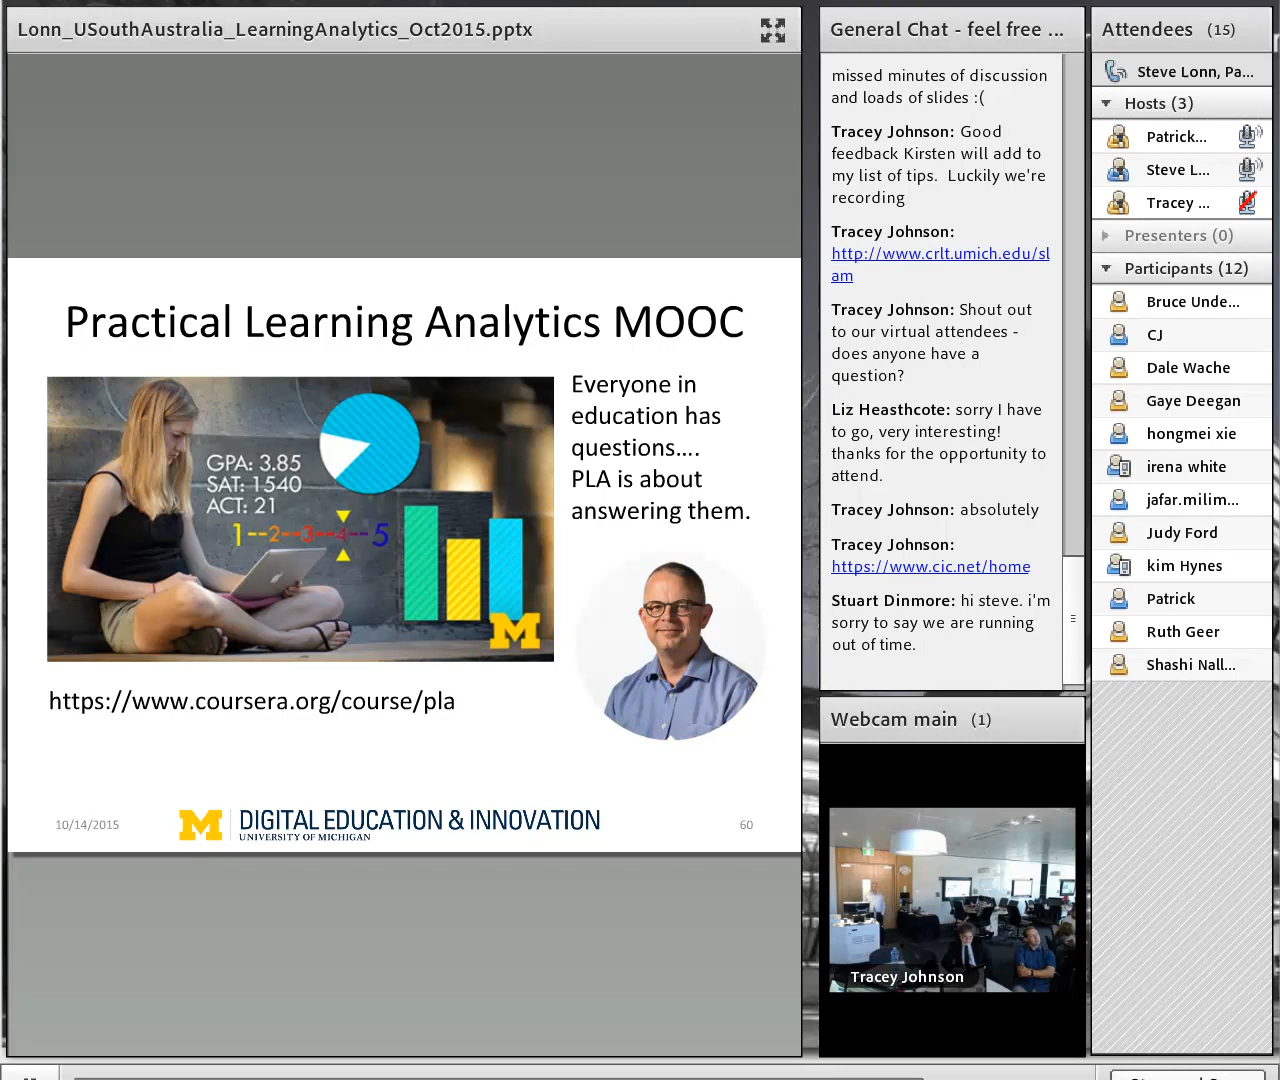 Lonn_USouthAustralia_LearningAnalytics_Oct2015.pptx
Practical Learning Analytics MOOC
GPA: 3.85
SAT: 1540
ACT: 21
1--2--3--4--5
Everyone in
education has
questions....
PLA is about
answering them.
https://www.coursera.org/course/pla
10/14/2015
M DIGITAL EDUCATION & INNOVATION
UNIVERSITY OF MICHIGAN
60
General Chat - feel free ...
missed minutes of discussion
and loads of slides :(
Tracey Johnson: Good
feedback Kirsten will add to
my list of tips. Luckily we're
recording
Tracey Johnson:
http://www.crlt.umich.edu/sl
am
Tracey Johnson: Shout out
to our virtual attendees -
does anyone have a
question?
Liz Heasthcote: sorry I have
to go, very interesting!
thanks for the opportunity to
attend.
Tracey Johnson: absolutely
Tracey Johnson:
https://www.cic.net/home
Stuart Dinmore: hi steve. i'm
sorry to say we are running
out of time.
Webcam main (1)
Tracey Johnson
Attendees (15)
Steve Lonn, Pa...
Hosts (3)
Patrick...
Steve L...
Tracey ...
Presenters (0)
Participants (12)
Bruce Unde...
CJ
Dale Wache
Gaye Deegan
hongmei xie
irena white
jafar.milim...
Judy Ford
kim Hynes
Patrick
Ruth Geer
Shashi Nall...